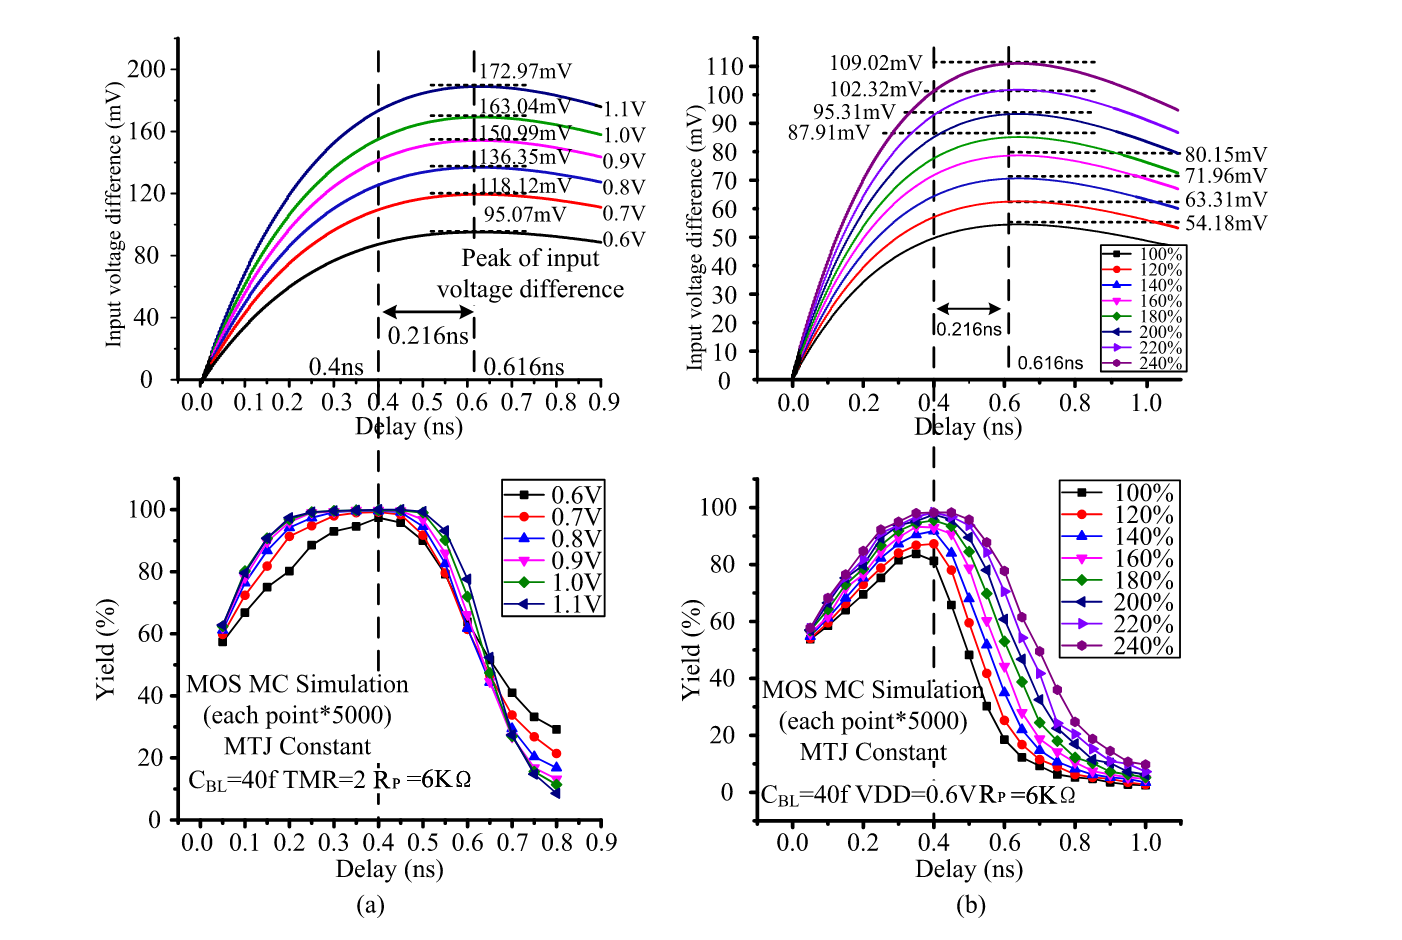 Input voltage difference (mV)
200
160
120
80
40
0
172.97mV
163.04mV
150.99mV
136.35mV
118.12mV
95.07mV
1.1V
1.0V
0.9V
0.8V
0.7V
0.6V
Peak of input
voltage difference
0.216ns
0.4ns
0.616ns
0.0 0.1 0.2 0.3 0.4 0.5 0.6 0.7 0.8 0.9
Delay (ns)
Input voltage difference (mV)
110
100
90
80
70
60
50
40
30
20
10
0
109.02mV
102.32mV
95.31mV
87.91mV
80.15mV
71.96mV
63.31mV
54.18mV
100%
120%
140%
160%
180%
200%
220%
240%
0.216ns
0.616ns
0.0 0.2 0.4 0.6 0.8 1.0
Delay (ns)
Yield (%)
100
80
60
40
20
0
0.6V
0.7V
0.8V
0.9V
1.0V
1.1V
MOS MC Simulation
(each point*5000)
MTJ Constant
CBL=40f TMR=2 RP=6KΩ
0.0 0.1 0.2 0.3 0.4 0.5 0.6 0.7 0.8 0.9
Delay (ns)
(a)
Yield (%)
100
80
60
40
20
0
100%
120%
140%
160%
180%
200%
220%
240%
MOS MC Simulation
(each point*5000)
MTJ Constant
CBL=40f VDD=0.6V RP=6KΩ
0.0 0.2 0.4 0.6 0.8 1.0
Delay (ns)
(b)